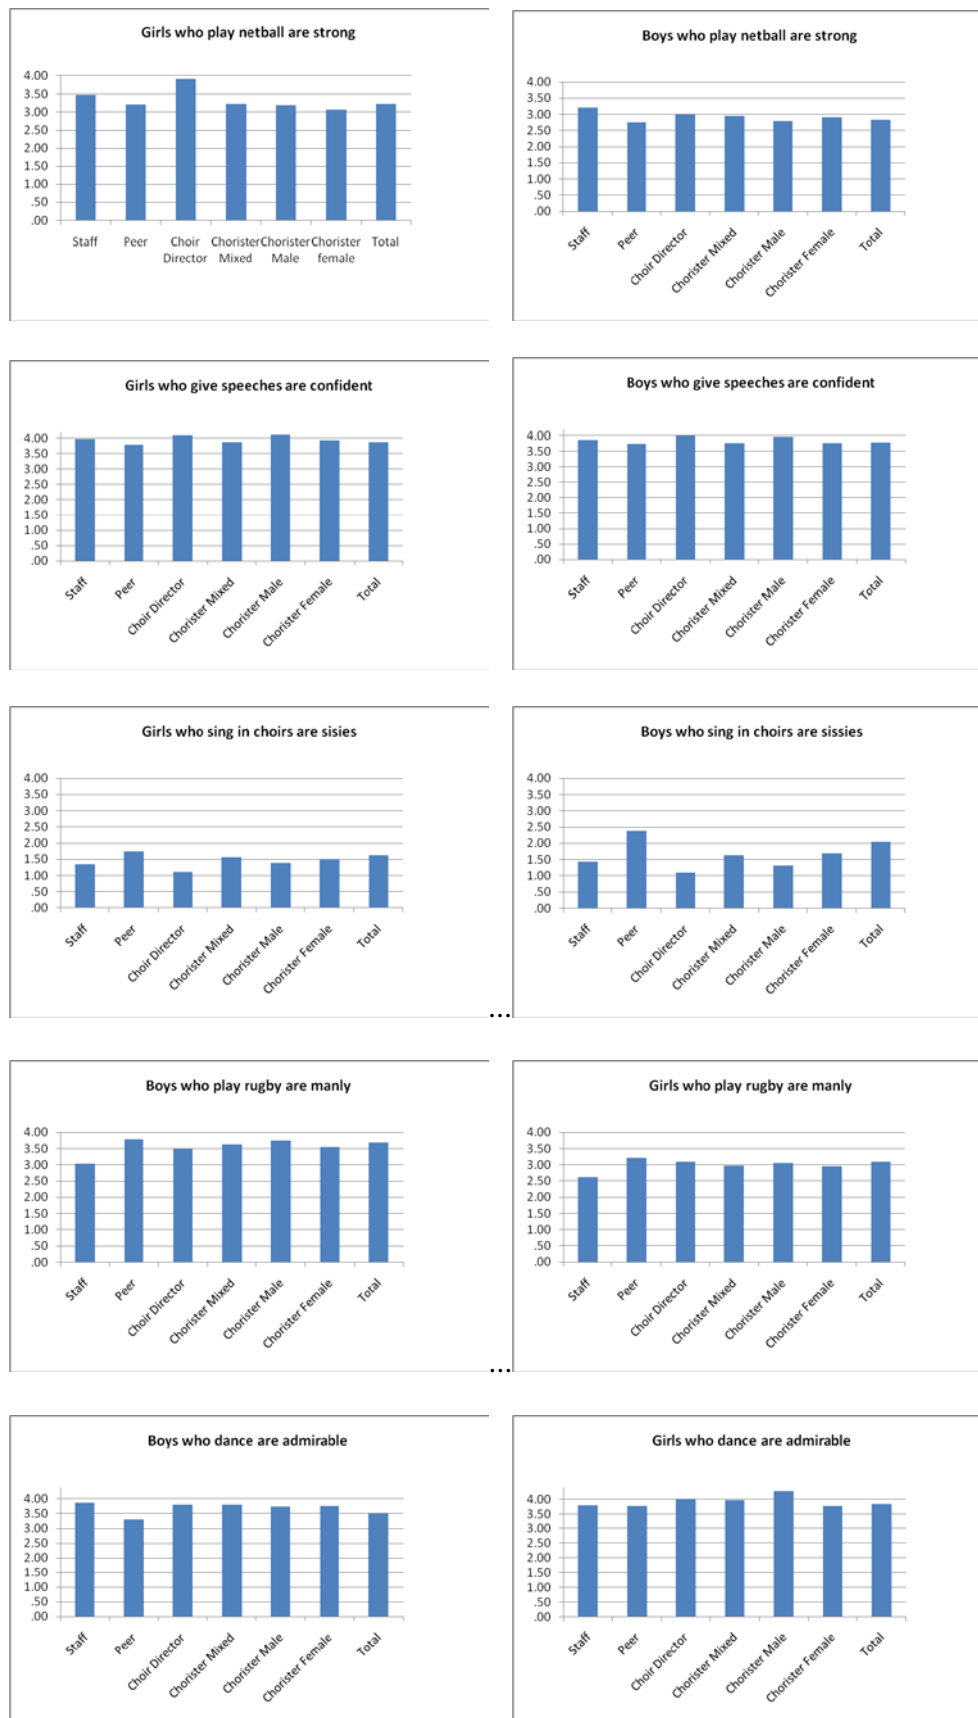 Girls who play netball are strong
4.00
3.50
3.00
2.50
2.00
1.50
1.00
.50
.00
Staff Peer Choir Chorister Chorister Chorister Total
Director Mixed Male female
Boys who play netball are strong
4.00
3.50
3.00
2.50
2.00
1.50
1.00
.50
.00
Staff
Peer
Choir Director
Chorister Mixed
Chorister Male
Chorister Female
Total
Girls who give speeches are confident
4.00
3.50
3.00
2.50
2.00
1.50
1.00
.50
.00
Staff
Peer
Choir Director
Chorister Mixed
Chorister Male
Chorister Female
Total
Boys who give speeches are confident
4.00
3.50
3.00
2.50
2.00
1.50
1.00
.50
.00
Staff
Peer
Choir Director
Chorister Mixed
Chorister Male
Chorister Female
Total
Girls who sing in choirs are sisies
4.00
3.50
3.00
2.50
2.00
1.50
1.00
.50
.00
Staff
Peer
Choir Director
Chorister Mixed
Chorister Male
Chorister Female
Total
...
Boys who sing in choirs are sissies
4.00
3.50
3.00
2.50
2.00
1.50
1.00
.50
.00
Staff
Peer
Choir Director
Chorister Mixed
Chorister Male
Chorister Female
Total
Boys who play rugby are manly
4.00
3.50
3.00
2.50
2.00
1.50
1.00
.50
.00
Staff
Peer
Choir Director
Chorister Mixed
Chorister Male
Chorister Female
Total
...
Girls who play rugby are manly
4.00
3.50
3.00
2.50
2.00
1.50
1.00
.50
.00
Staff
Peer
Choir Director
Chorister Mixed
Chorister Male
Chorister Female
Total
Boys who dance are admirable
4.00
3.50
3.00
2.50
2.00
1.50
1.00
.50
.00
Staff
Peer
Choir Director
Chorister Mixed
Chorister Male
Chorister Female
Total
Girls who dance are admirable
4.00
3.50
3.00
2.50
2.00
1.50
1.00
.50
.00
Staff
Peer
Choir Director
Chorister Mixed
Chorister Male
Chorister Female
Total